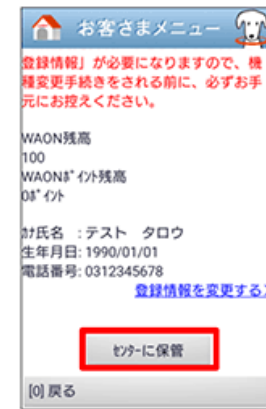 お客さまメニュー
登録情報」が必要になりますので、機
種変更手続きをされる前に、必ずお手
元にお控えください。
WAON残高
100
WAONﾎﾟｲﾝﾄ残高
0ﾎﾟｲﾝﾄ
ｶﾅ氏名 : テスト タロウ
生年月日: 1990/01/01
電話番号: 0312345678
登録情報を変更する
ｾﾝﾀｰに保管
[0] 戻る